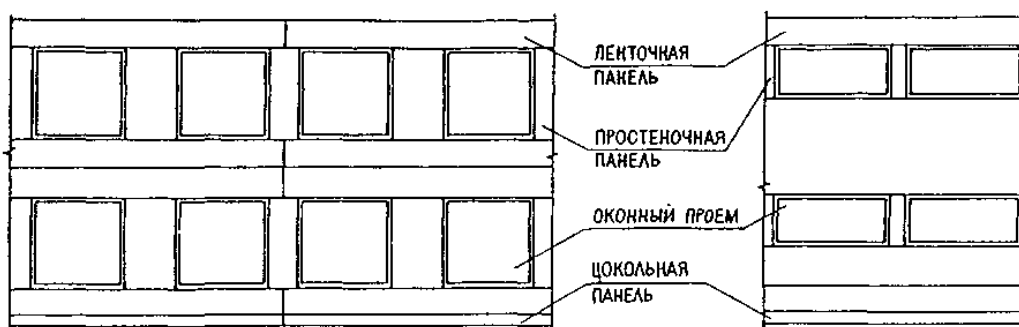 ЛЕНТОЧНАЯ
ПАНЕЛЬ
ПРОСТЕНОЧНАЯ
ПАНЕЛЬ
ОКОННЫЙ ПРОЕМ
ЦОКОЛЬНАЯ
ПАНЕЛЬ